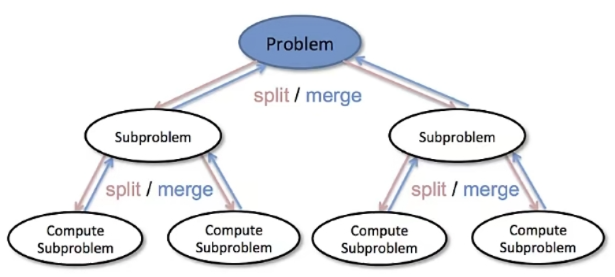 Problem
split / merge
Subproblem
Subproblem
split / merge
split / merge
Compute
Subproblem
Compute
Subproblem
Compute
Subproblem
Compute
Subproblem